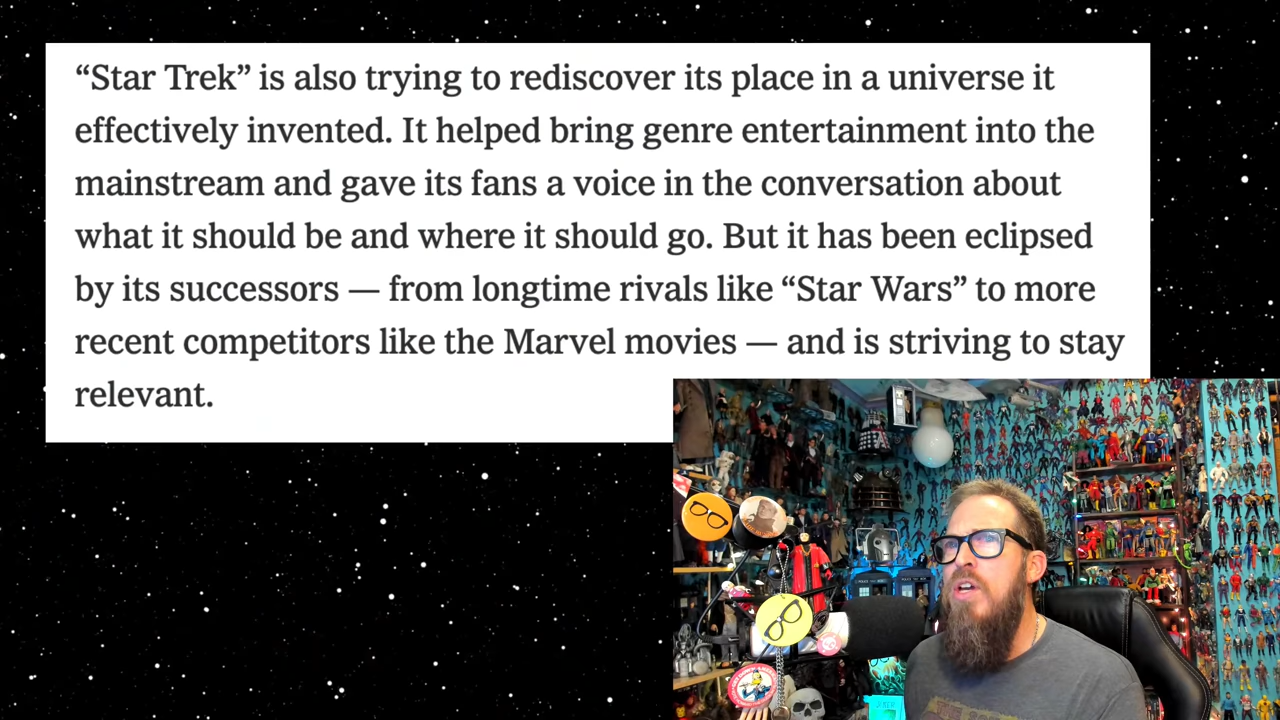 “Star Trek” is also trying to rediscover its place in a universe it
effectively invented. It helped bring genre entertainment into the
mainstream and gave its fans a voice in the conversation about
what it should be and where it should go. But it has been eclipsed
by its successors — from longtime rivals like “Star Wars” to more
recent competitors like the Marvel movies — and is striving to stay
relevant.